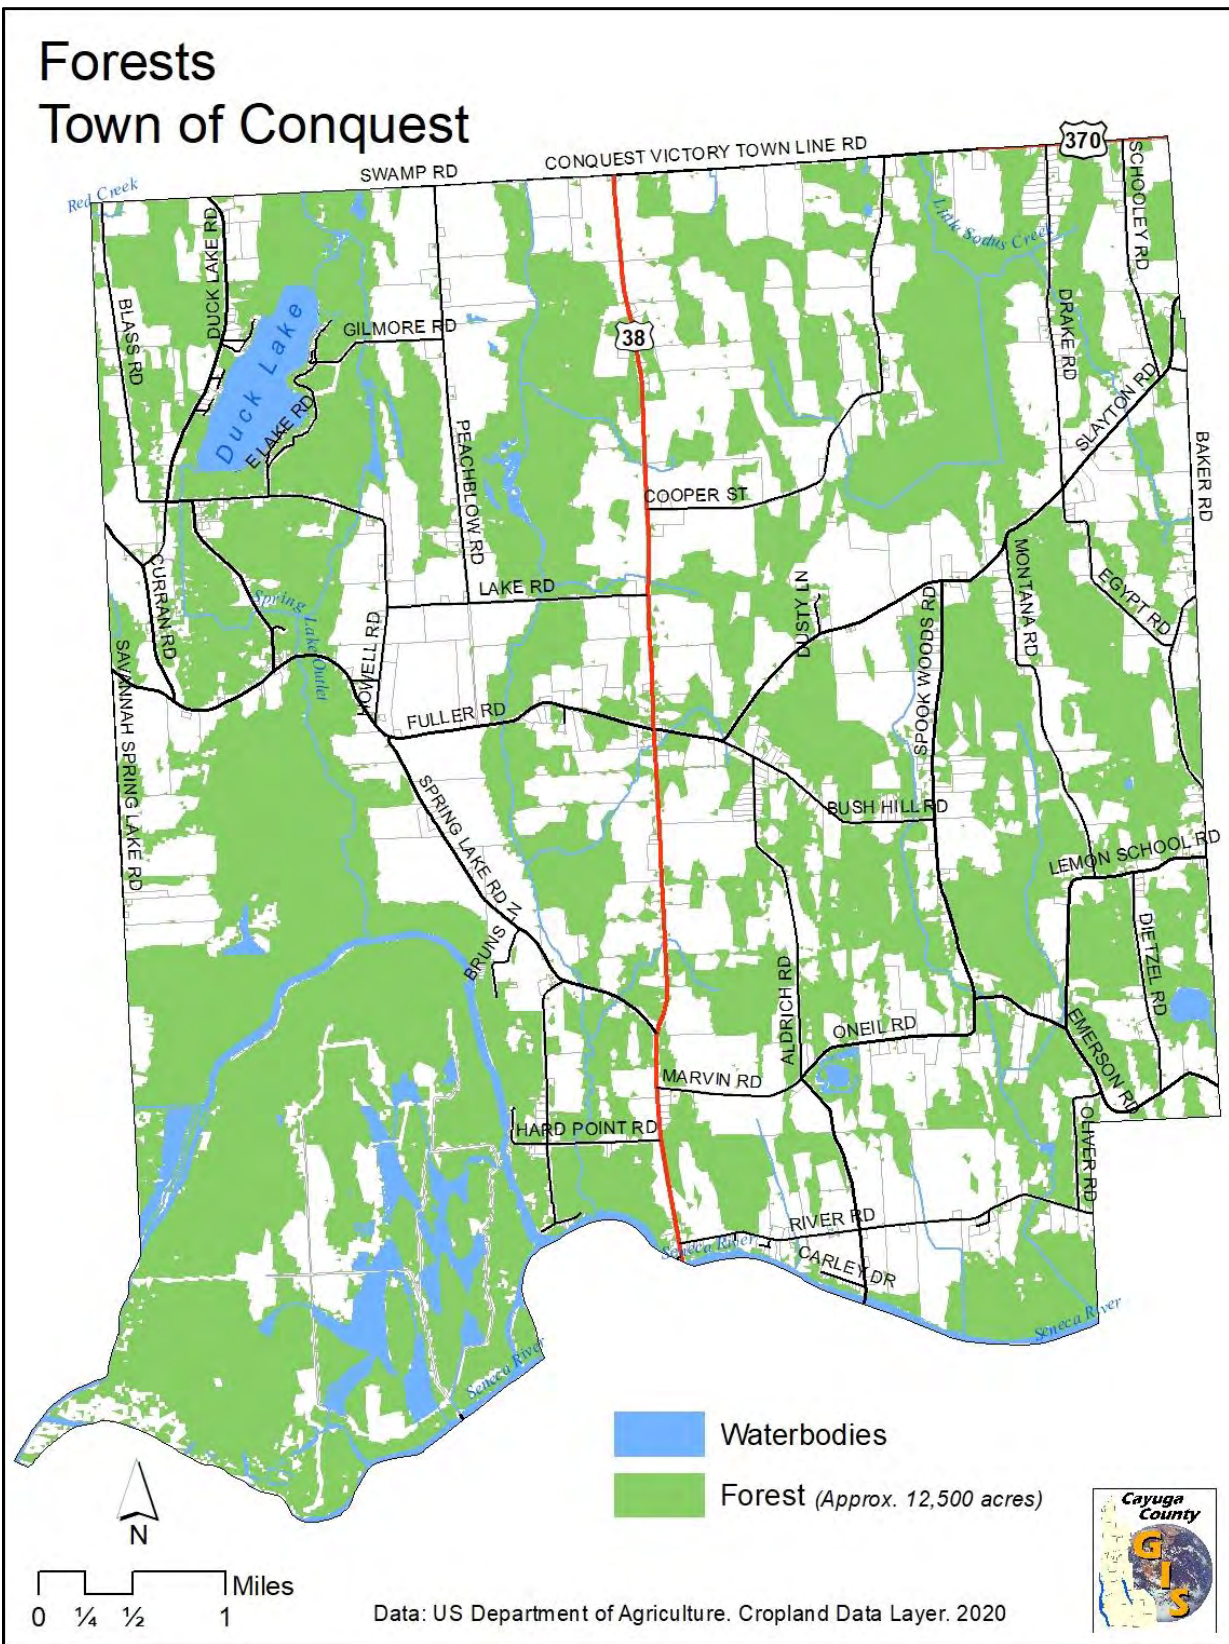 Forests
Town of Conquest
370
CONQUEST VICTORY TOWN LINE RD
SWAMP RD
SCHOOLEY RD
Red Creek
DUCK LAKE RD
Little Sodus Creek
BLASS RD
Duck Lake
GILMORE RD
38
DRAKE RD
SLAYTON RD
E LAKE RD
PEACHBLOW RD
BAKER RD
COOPER ST
CURRAN RD
Spring Lake Outlet
LAKE RD
DUSTY LN
MONTANA RD
EGYPT RD
HOWELL RD
SPOOK WOODS RD
SAVANNAH SPRING LAKE RD
FULLER RD
SPRING LAKE RD
BUSH HILL RD
LEMON SCHOOL RD
BRUNS LN
DIETZEL RD
ALDRICH RD
ONEIL RD
EMERSON RD
MARVIN RD
HARD POINT RD
OLIVER RD
RIVER RD
Seneca River
CARLEY DR
Seneca River
Seneca River
Waterbodies
Forest (Approx. 12,500 acres)
N
Cayuga
County
GIS
Miles
0 ¼ ½ 1
Data: US Department of Agriculture. Cropland Data Layer. 2020